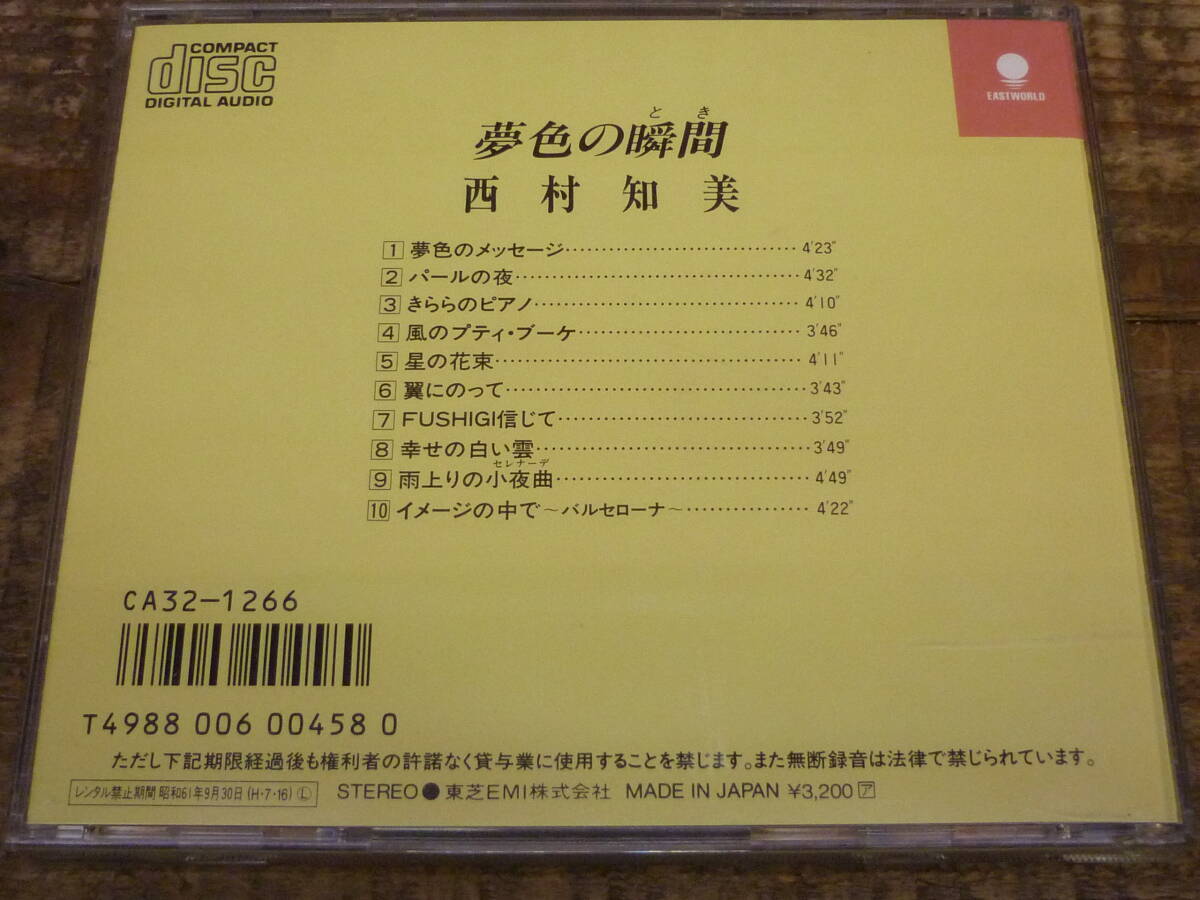 COMPACT
disc
DIGITAL AUDIO
EASTWORLD
とき
夢色の瞬間
西村知美
1 夢色のメッセージ 4'23"
2 パールの夜 4'32"
3 きららのピアノ 4'10"
4 風のプティ・ブーケ 3'46"
5 星の花束 4'11"
6 翼にのって 3'43"
7 FUSHIGI信じて 3'52"
8 幸せの白い雲 3'49"
セレナーデ
9 雨上りの小夜曲 4'49"
10 イメージの中で～バルセローナ～ 4'22"
CA32-1266
T4988 006 00458 0
ただし下記期限経過後も権利者の許諾なく貸与業に使用することを禁じます。また無断録音は法律で禁じられています。
レンタル禁止期間 昭和61年9月30日(H・7・16) Ⓛ STEREO● 東芝EMI株式会社 MADE IN JAPAN ¥3,200 ア